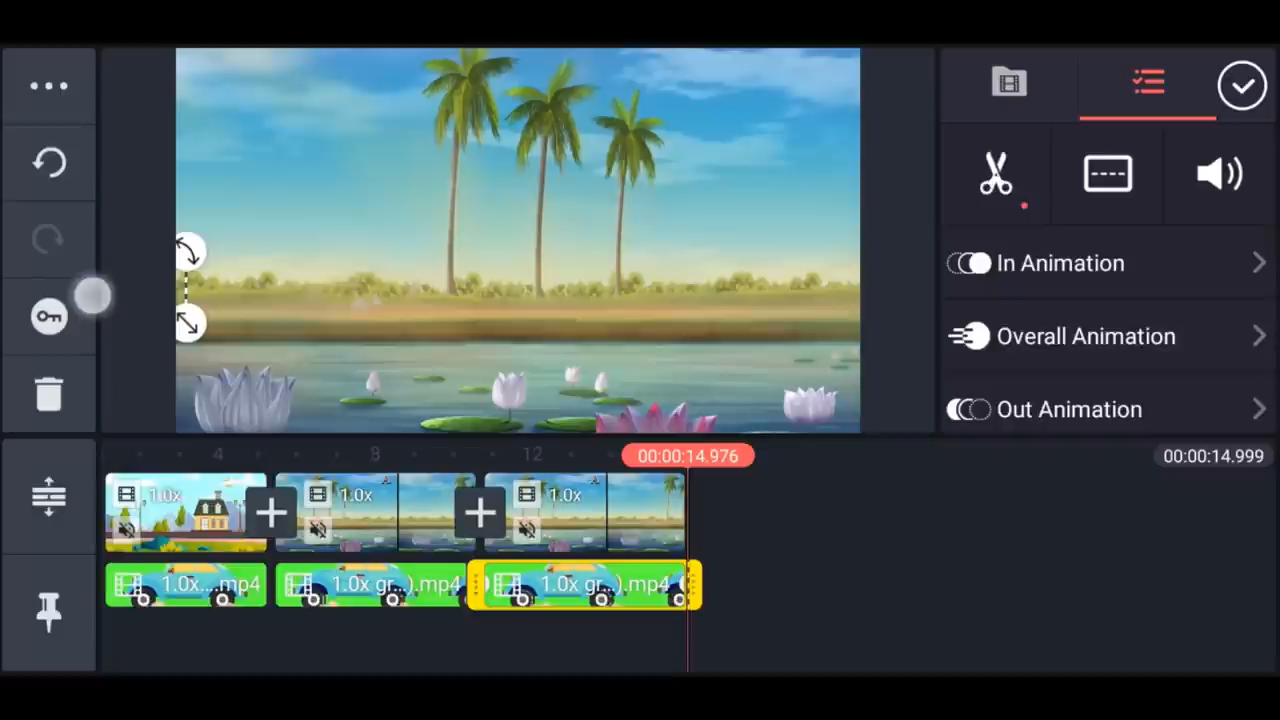 In Animation
Overall Animation
Out Animation
4
8
12
00:00:14.976
00:00:14.999
1.0x
1.0x
1.0x
1.0x....mp4
1.0x gr...).mp4
1.0x gr...).mp4